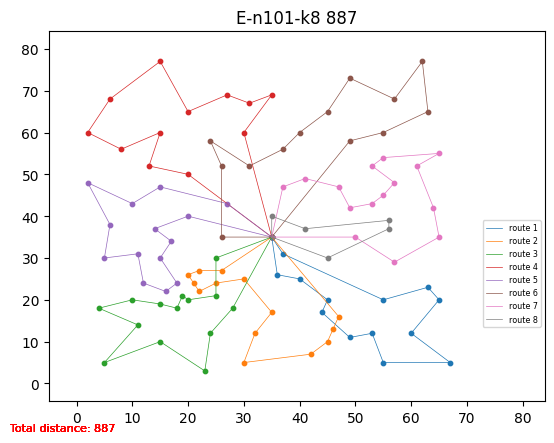 E-n101-k8 887
80
70
60
50
40
30
20
10
0
route 1
route 2
route 3
route 4
route 5
route 6
route 7
route 8
0 10 20 30 40 50 60 70 80
Total distance: 887